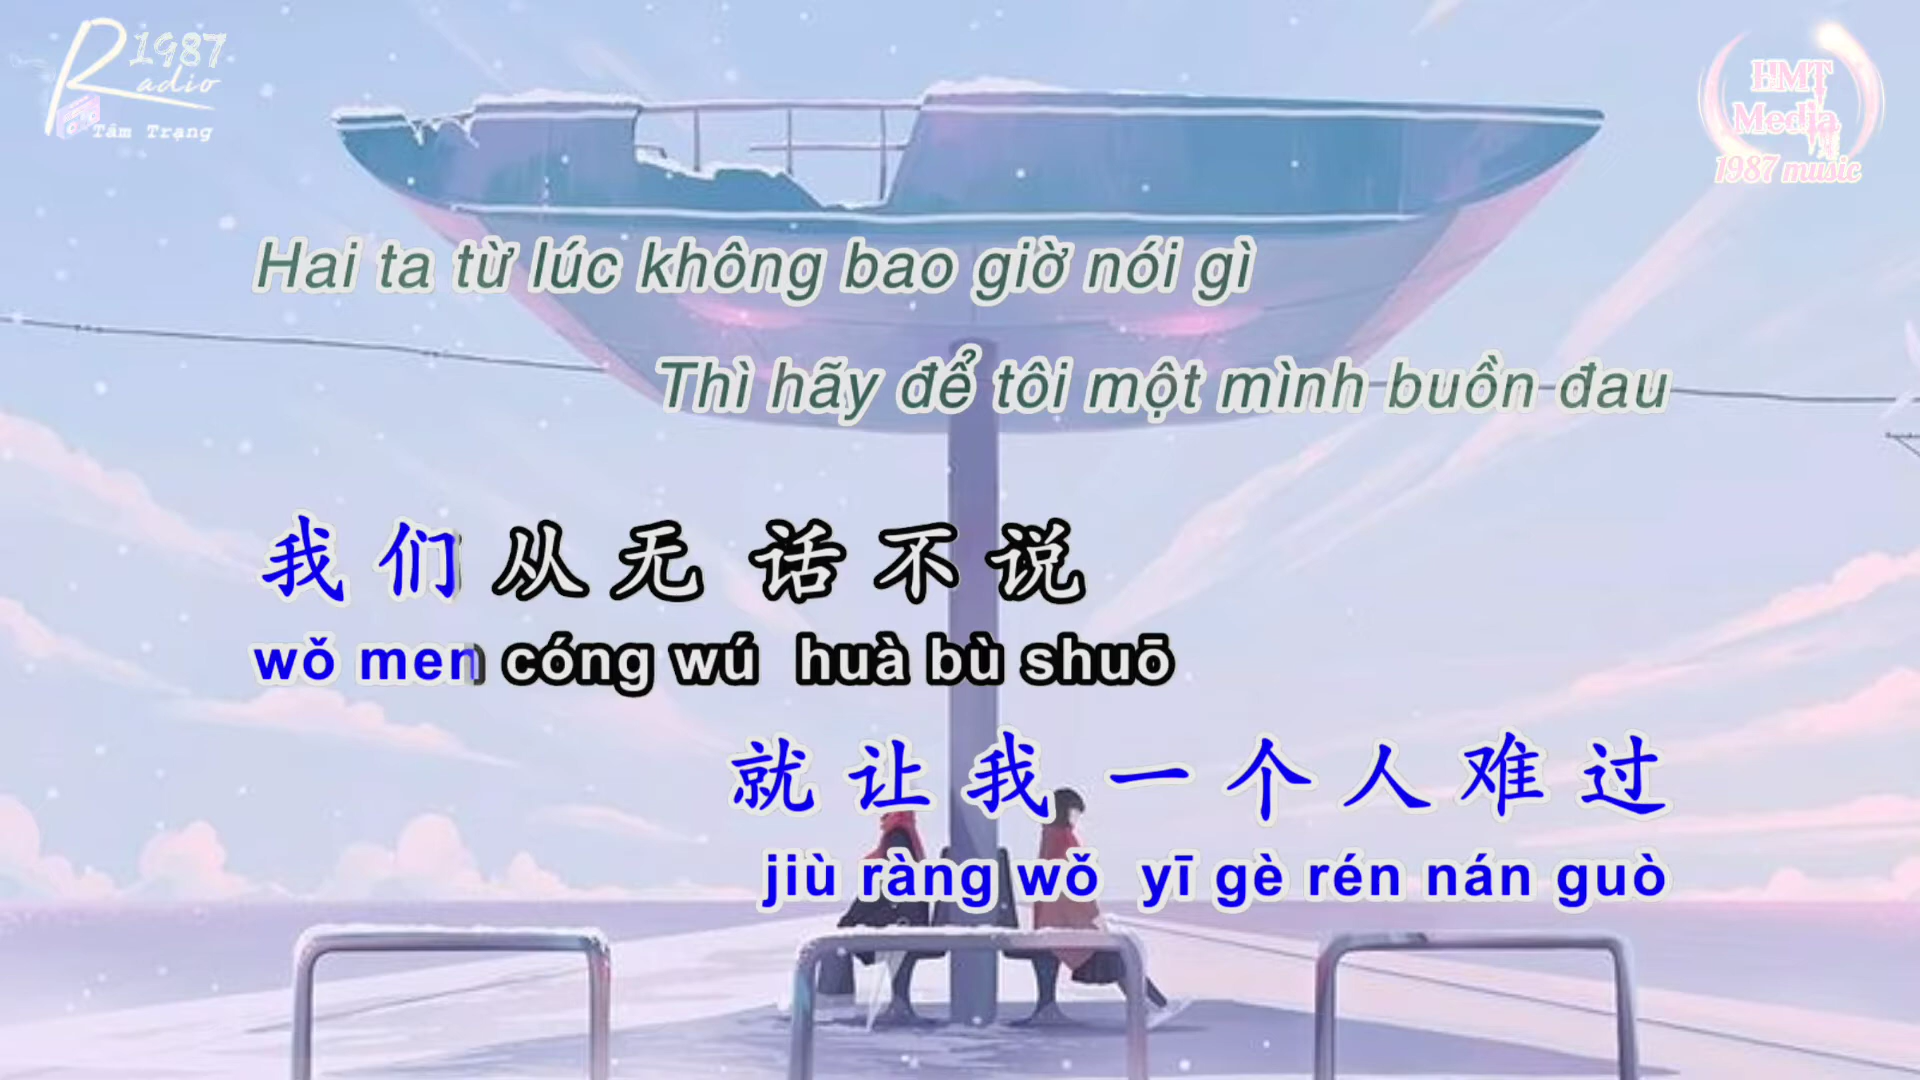 1987
Radio
Tâm Trạng
HMT
Media
1987 music
Hai ta từ lúc không bao giờ nói gì
Thì hãy để tôi một mình buồn đau
我们从无 话不说
wǒ men cóng wú huà bù shuō
就让我 一个人难过
jiù ràng wǒ yī gè rén nán guò